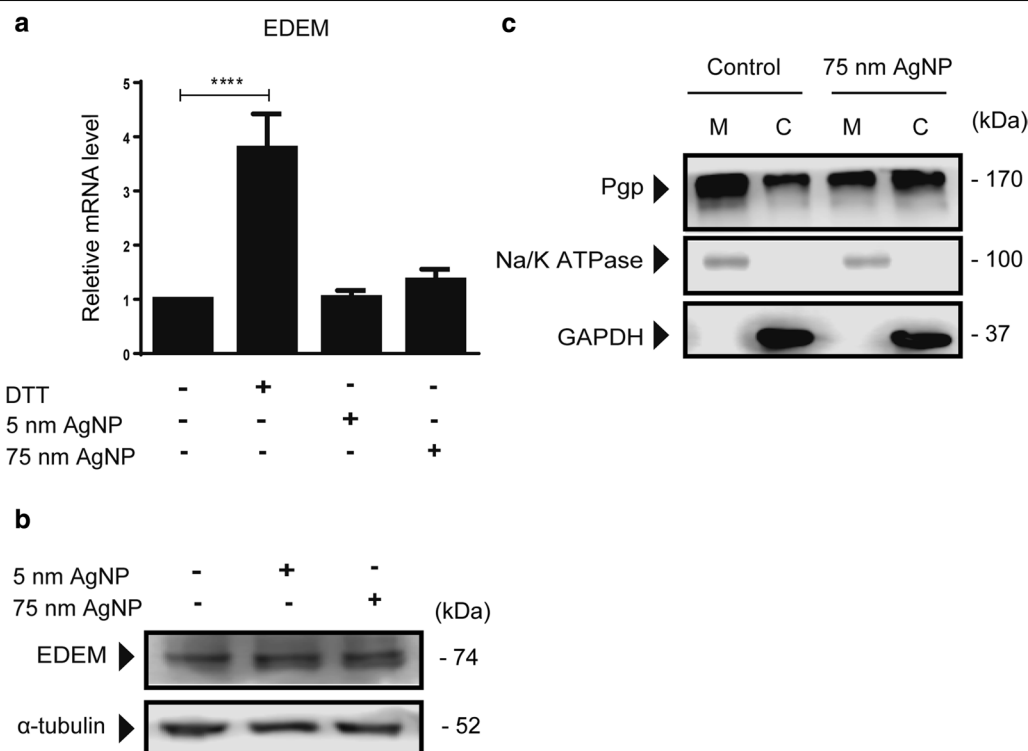 a
EDEM
****
Reletive mRNA level
5
4
3
2
1
0
DTT - + - -
5 nm AgNP - - + -
75 nm AgNP - - - +
b
5 nm AgNP - + -
75 nm AgNP - - +
(kDa)
EDEM - 74
α-tubulin - 52
c
Control 75 nm AgNP
M C M C (kDa)
Pgp - 170
Na/K ATPase - 100
GAPDH - 37